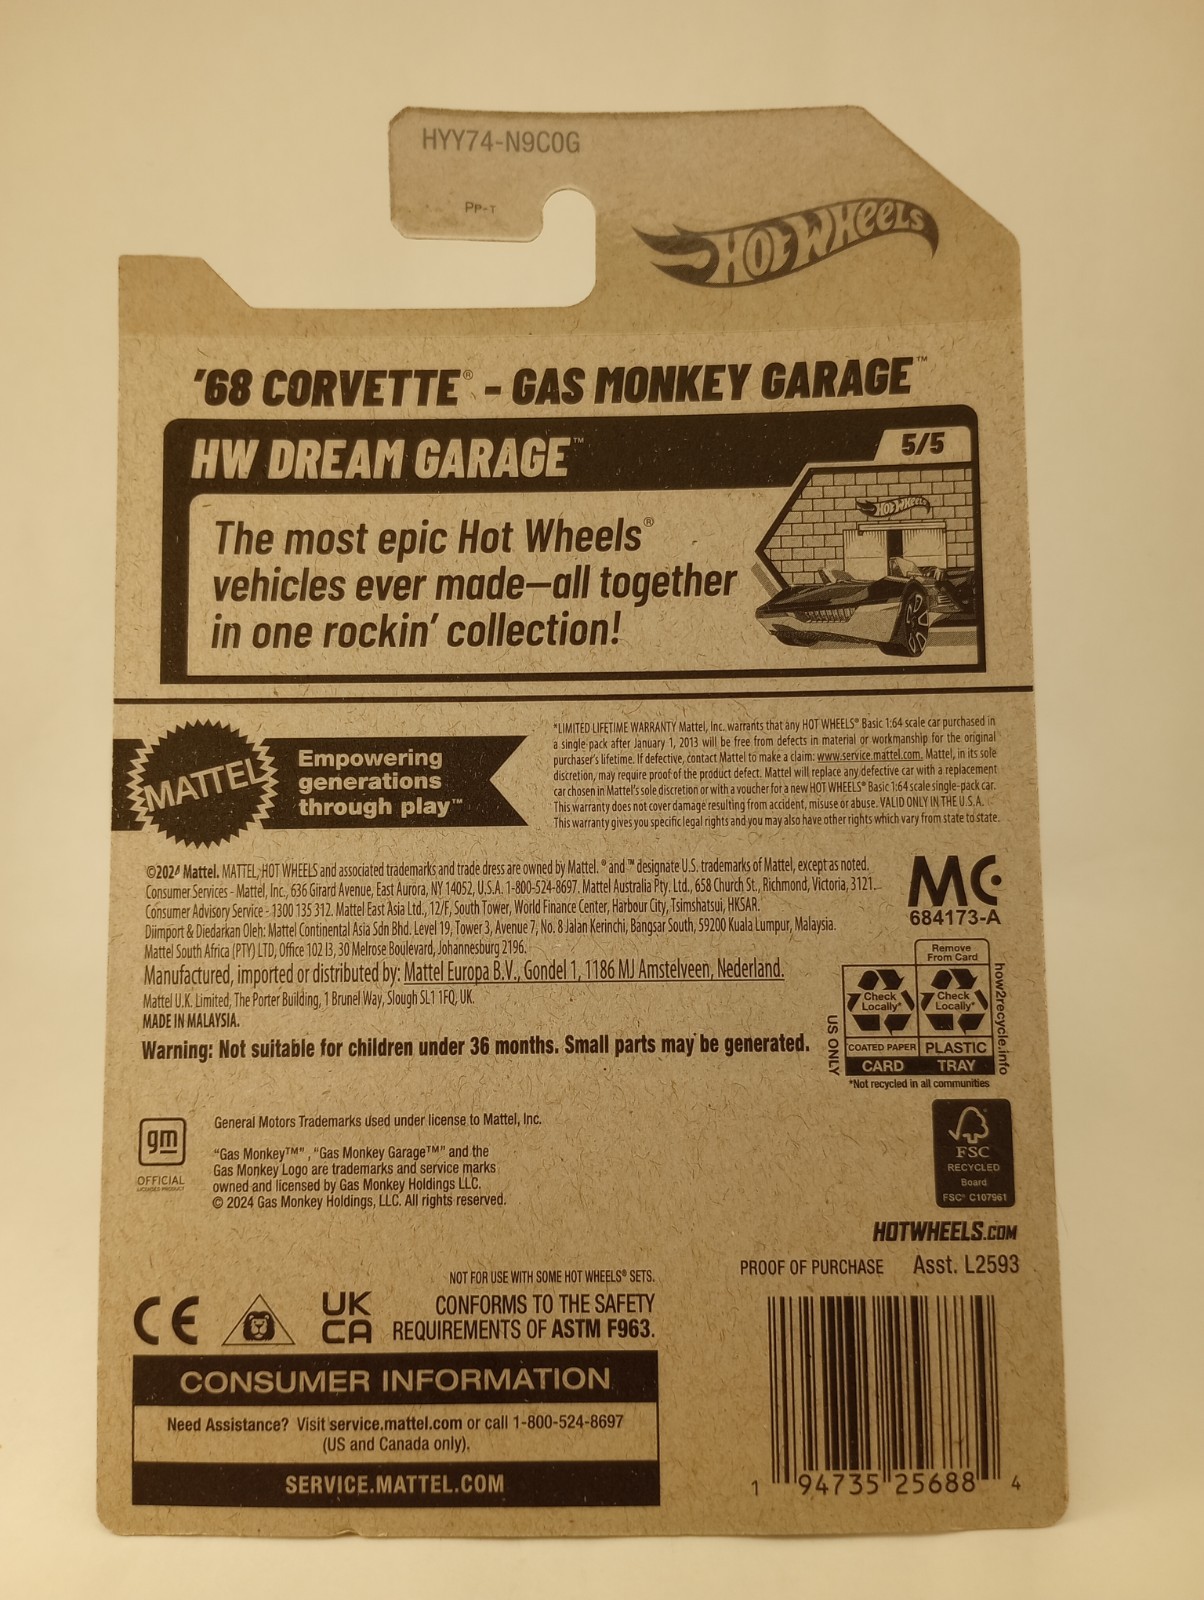 HYY74-N9C0G
PP-T
HOT WHEELS
'68 CORVETTE® - GAS MONKEY GARAGE™
HW DREAM GARAGE™
5/5
HOT WHEELS
The most epic Hot Wheels®
vehicles ever made—all together
in one rockin' collection!
MATTEL
Empowering
generations
through play™
*LIMITED LIFETIME WARRANTY Mattel, Inc. warrants that any HOT WHEELS® Basic 1:64 scale car purchased in
a single pack after January 1, 2013 will be free from defects in material or workmanship for the original
purchaser's lifetime. If defective, contact Mattel to make a claim: www.service.mattel.com. Mattel, in its sole
discretion, may require proof of the product defect. Mattel will replace any defective car with a replacement
car chosen in Mattel's sole discretion or with a voucher for a new HOT WHEELS® Basic 1:64 scale single-pack car.
This warranty does not cover damage resulting from accident, misuse or abuse. VALID ONLY IN THE U.S.A.
This warranty gives you specific legal rights and you may also have other rights which vary from state to state.
©2024 Mattel. MATTEL, HOT WHEELS and associated trademarks and trade dress are owned by Mattel. ® and ™ designate U.S. trademarks of Mattel, except as noted.
Consumer Services - Mattel, Inc., 636 Girard Avenue, East Aurora, NY 14052, U.S.A. 1-800-524-8697. Mattel Australia Pty. Ltd., 658 Church St., Richmond, Victoria, 3121.
Consumer Advisory Service - 1300 135 312. Mattel East Asia Ltd., 12/F, South Tower, World Finance Center, Harbour City, Tsimshatsui, HKSAR.
Diimport & Diedarkan Oleh: Mattel Continental Asia Sdn Bhd. Level 19, Tower 3, Avenue 7, No. 8 Jalan Kerinchi, Bangsar South, 59200 Kuala Lumpur, Malaysia.
Mattel South Africa (PTY) LTD, Office 102 I3, 30 Melrose Boulevard, Johannesburg 2196.
Manufactured, imported or distributed by: Mattel Europa B.V., Gondel 1, 1186 MJ Amstelveen, Nederland.
Mattel U.K. Limited, The Porter Building, 1 Brunel Way, Slough SL1 1FQ, UK.
MADE IN MALAYSIA.
Warning: Not suitable for children under 36 months. Small parts may be generated.
MC
684173-A
Remove
From Card
Check
Locally*
Check
Locally*
COATED PAPER
PLASTIC
CARD
TRAY
US ONLY
how2recycle.info
*Not recycled in all communities
gm
OFFICIAL
LICENSED PRODUCT
General Motors Trademarks used under license to Mattel, Inc.
"Gas Monkey™", "Gas Monkey Garage™" and the
Gas Monkey Logo are trademarks and service marks
owned and licensed by Gas Monkey Holdings LLC.
© 2024 Gas Monkey Holdings, LLC. All rights reserved.
FSC
RECYCLED
Board
FSC® C107961
HOTWHEELS.COM
PROOF OF PURCHASE Asst. L2593
NOT FOR USE WITH SOME HOT WHEELS® SETS.
CE
UK
CA
CONFORMS TO THE SAFETY
REQUIREMENTS OF ASTM F963.
CONSUMER INFORMATION
Need Assistance? Visit service.mattel.com or call 1-800-524-8697
(US and Canada only).
SERVICE.MATTEL.COM
1 94735 25688 4